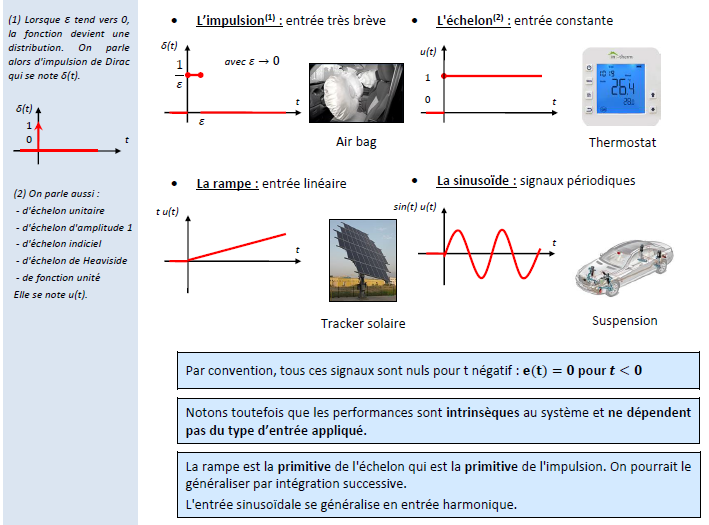 (1) Lorsque ε tend vers 0,
la fonction devient une
distribution. On parle
alors d'impulsion de Dirac
qui se note δ(t).
δ(t)
1
0
t
(2) On parle aussi :
- d'échelon unitaire
- d'échelon d'amplitude 1
- d'échelon indiciel
- d'échelon de Heaviside
- de fonction unité
Elle se note u(t).
• L'impulsion(1) : entrée très brève
δ(t)
1
ε
avec ε → 0
t
ε
Air bag
• L'échelon(2) : entrée constante
u(t)
1
0
t
26.4
Thermostat
• La rampe : entrée linéaire
t u(t)
t
Tracker solaire
• La sinusoïde : signaux périodiques
sin(t) u(t)
t
Suspension
Par convention, tous ces signaux sont nuls pour t négatif : e(t) = 0 pour t < 0
Notons toutefois que les performances sont intrinsèques au système et ne dépendent
pas du type d'entrée appliqué.
La rampe est la primitive de l'échelon qui est la primitive de l'impulsion. On pourrait le
généraliser par intégration successive.
L'entrée sinusoïdale se généralise en entrée harmonique.